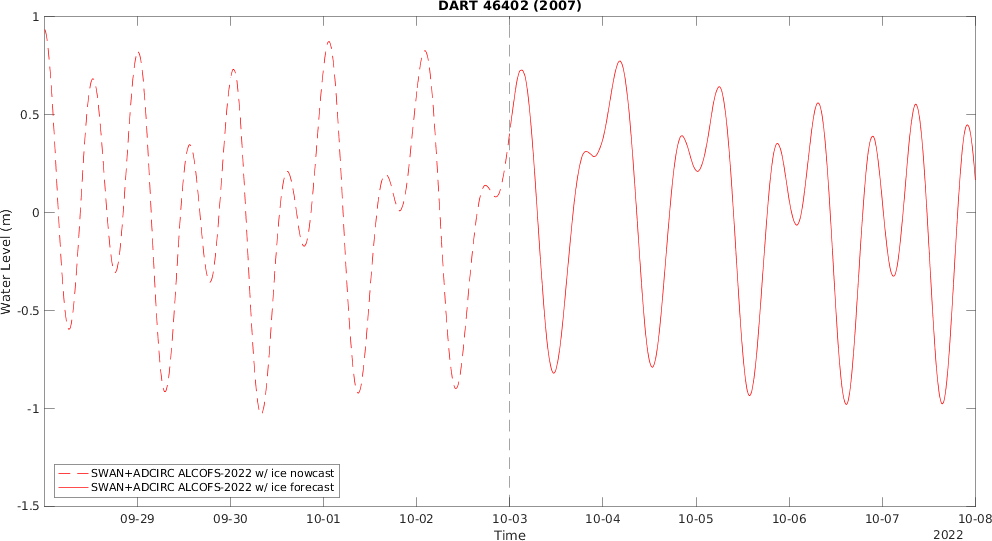 DART 46402 (2007)
1
0.5
0
-0.5
-1
-1.5
Water Level (m)
SWAN+ADCIRC ALCOFS-2022 w/ ice nowcast
SWAN+ADCIRC ALCOFS-2022 w/ ice forecast
09-29 09-30 10-01 10-02 10-03 10-04 10-05 10-06 10-07 10-08
Time
2022